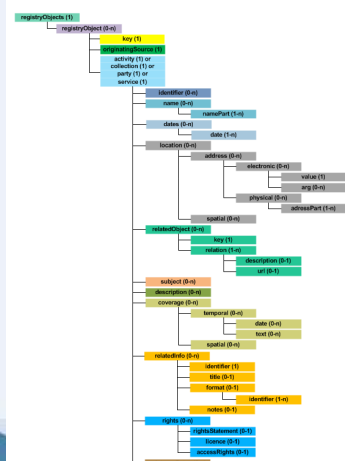 registryObjects (1)
registryObject (0-n)
key (1)
originatingSource (1)
activity (1) or
collection (1) or
party (1) or
service (1)
identifier (0-n)
name (0-n)
namePart (1-n)
dates (0-n)
date (1-n)
location (0-n)
address (0-n)
electronic (0-n)
value (1)
arg (0-n)
physical (0-n)
adressPart (1-n)
spatial (0-n)
relatedObject (0-n)
key (1)
relation (1-n)
description (0-1)
url (0-1)
subject (0-n)
description (0-n)
coverage (0-n)
temporal (0-n)
date (0-n)
text (0-n)
spatial (0-n)
relatedInfo (0-n)
identifier (1)
title (0-1)
format (0-1)
identifier (1-n)
notes (0-1)
rights (0-n)
rightsStatement (0-1)
licence (0-1)
accessRights (0-1)